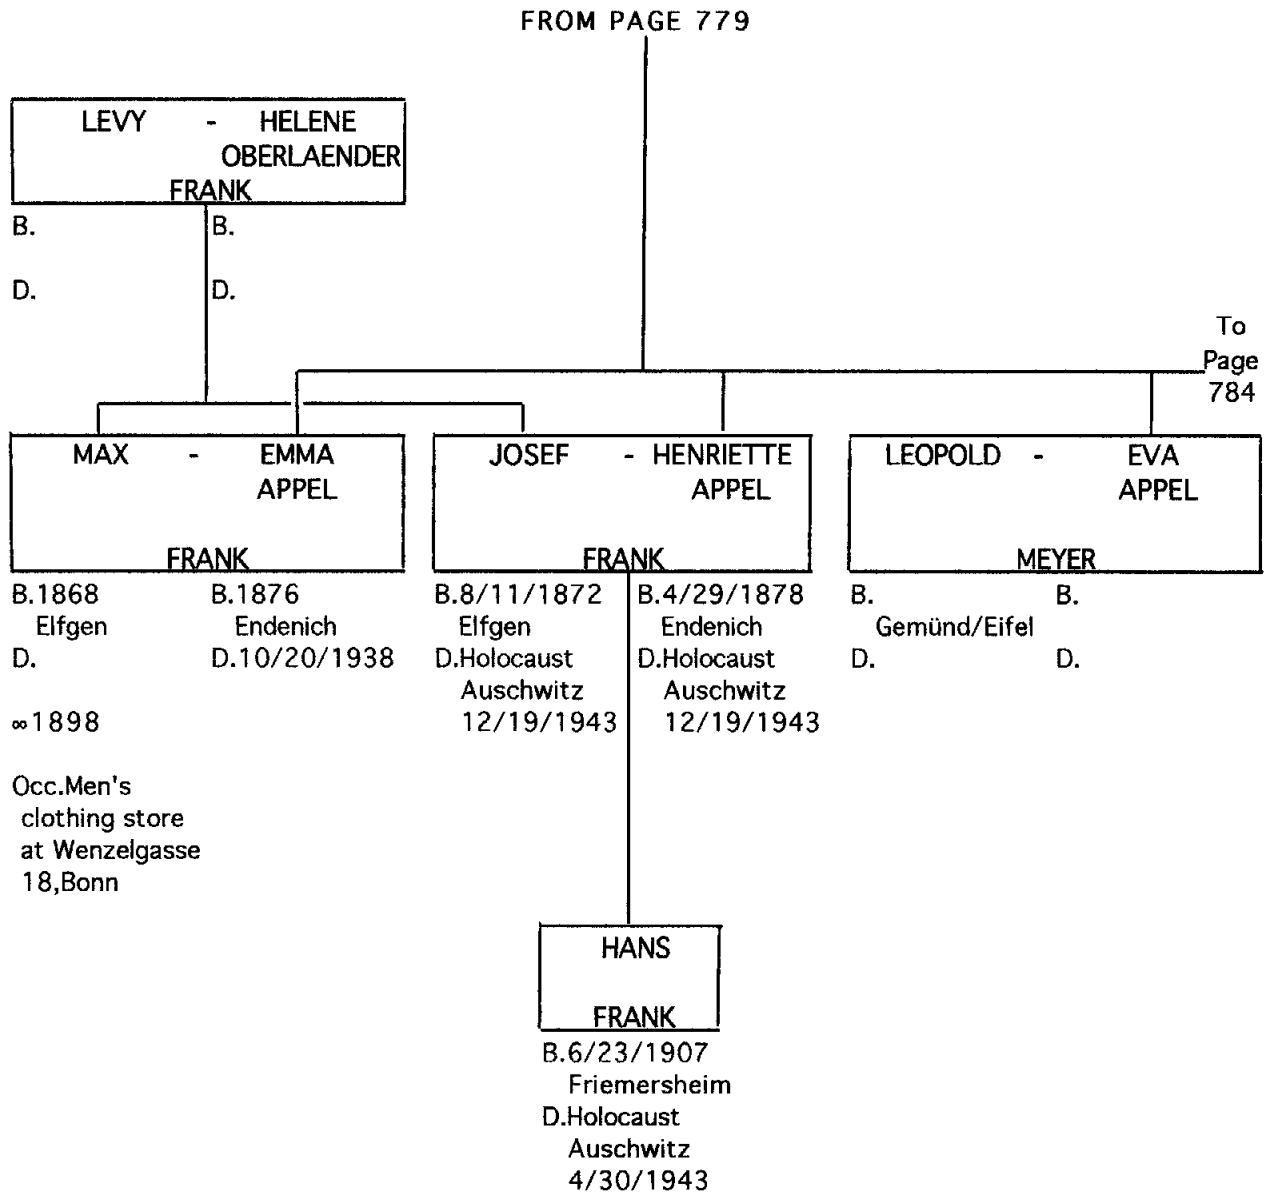 FROM PAGE 779
LEVY - HELENE
OBERLAENDER
FRANK
B. B.
D. D.
To
Page
784
MAX - EMMA
APPEL
FRANK
B.1868 B.1876
Elfgen Endenich
D. D.10/20/1938
∞1898
Occ.Men's
clothing store
at Wenzelgasse
18,Bonn
JOSEF - HENRIETTE
APPEL
FRANK
B.8/11/1872 B.4/29/1878
Elfgen Endenich
D.Holocaust D.Holocaust
Auschwitz Auschwitz
12/19/1943 12/19/1943
LEOPOLD - EVA
APPEL
MEYER
B. B.
Gemünd/Eifel
D. D.
HANS
FRANK
B.6/23/1907
Friemersheim
D.Holocaust
Auschwitz
4/30/1943